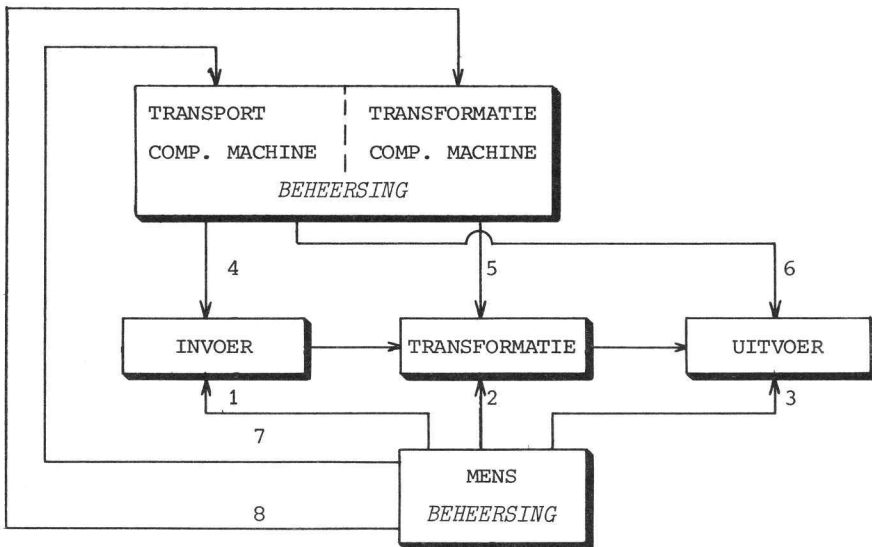 TRANSPORT TRANSFORMATIE
COMP. MACHINE COMP. MACHINE
BEHEERSING
4 5 6
INVOER TRANSFORMATIE UITVOER
1 2 3
7
MENS
BEHEERSING
8